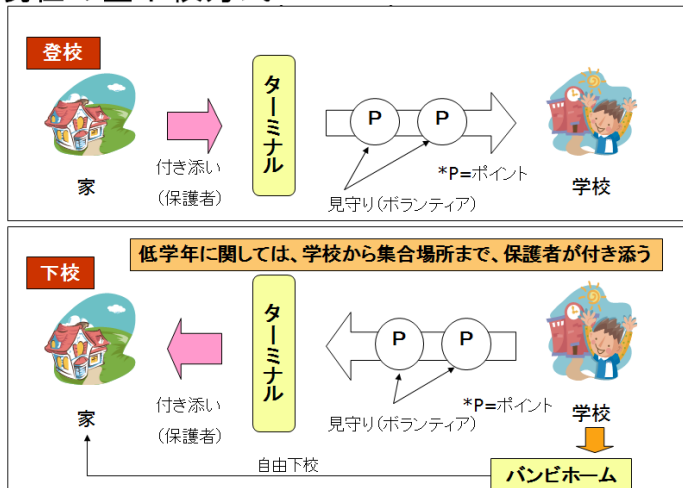 登校
ターミナル
P
P
*P=ポイント
家
付き添い
(保護者)
見守り(ボランティア)
学校
低学年に関しては、学校から集合場所まで、保護者が付き添う
下校
ターミナル
P
P
*P=ポイント
家
付き添い
(保護者)
見守り(ボランティア)
学校
自由下校
バンビホーム